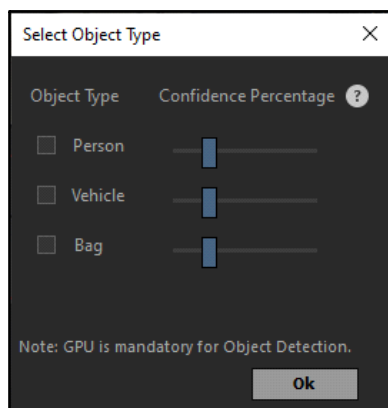 Select Object Type
Object Type Confidence Percentage ?
Person
Vehicle
Bag
Note: GPU is mandatory for Object Detection.
Ok